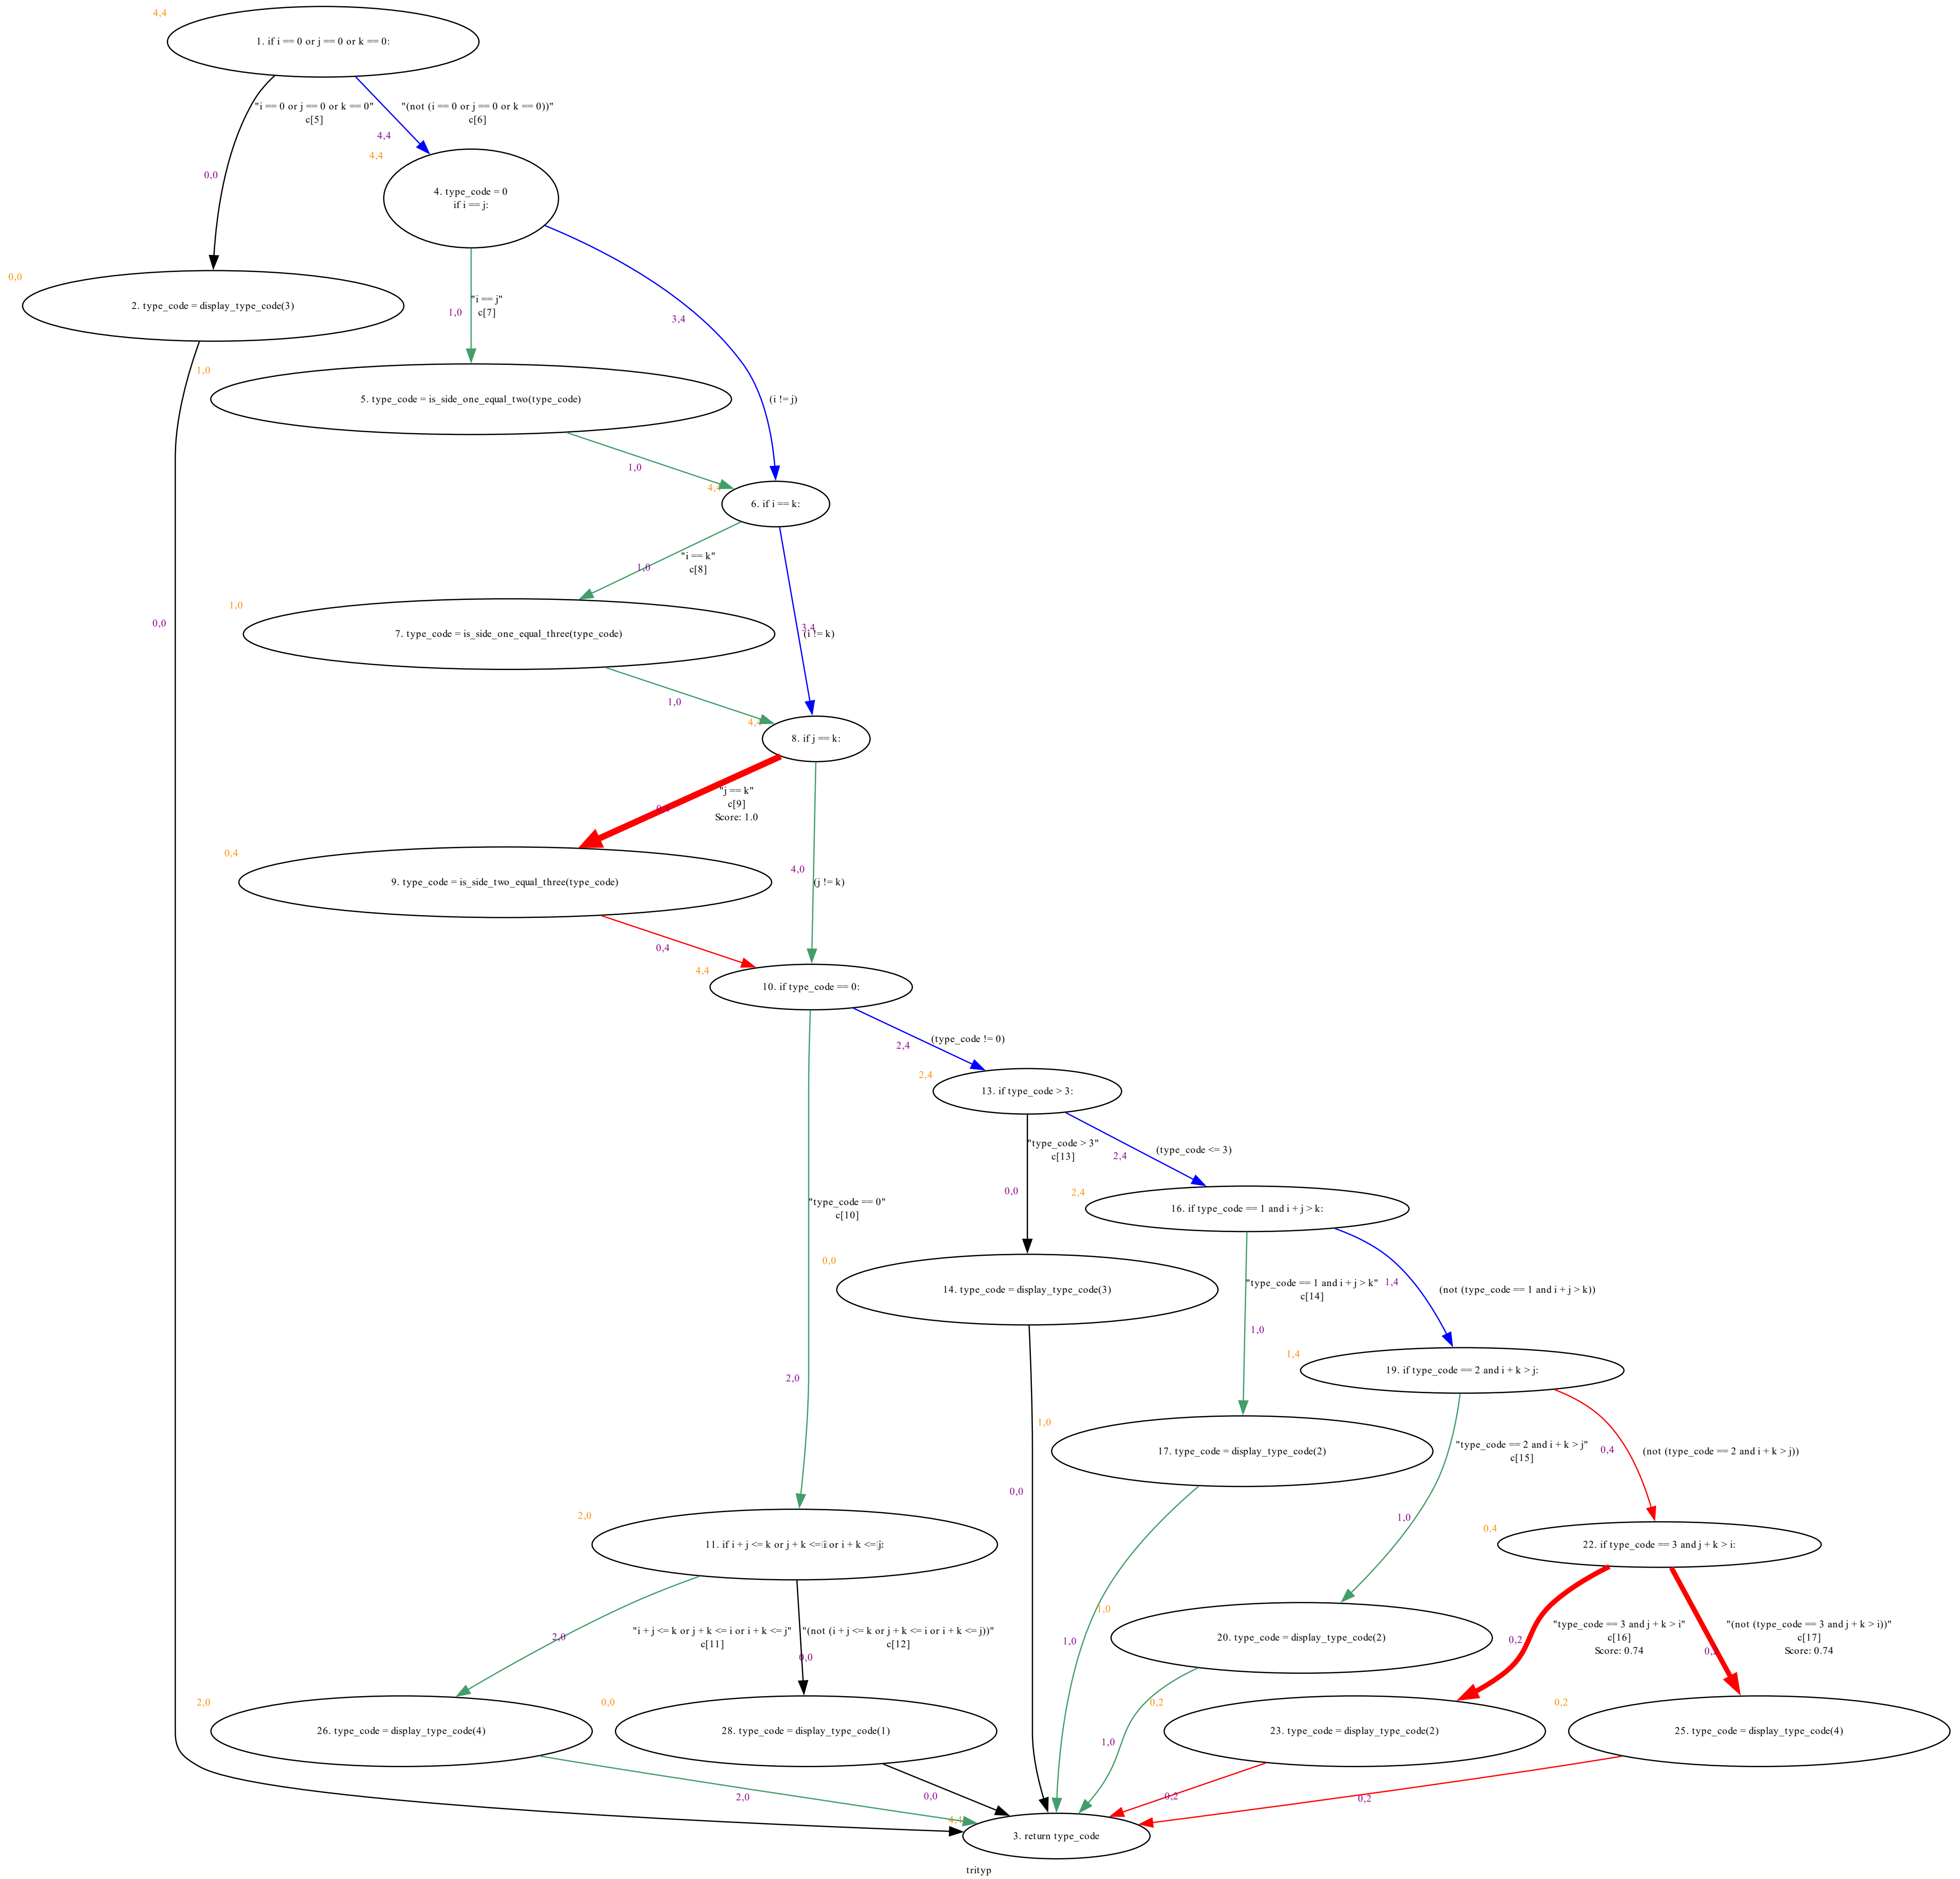 4,4
1. if i == 0 or j == 0 or k == 0:
"i == 0 or j == 0 or k == 0"
c[5]
"(not (i == 0 or j == 0 or k == 0))"
c[6]
4,4
4,4
0,0
4. type_code = 0
if i == j:
0,0
2. type_code = display_type_code(3)
"i == j"
c[7]
1,0
3,4
1,0
5. type_code = is_side_one_equal_two(type_code)
(i != j)
1,0
4,4
6. if i == k:
"i == k"
c[8]
1,0
1,0
0,0
7. type_code = is_side_one_equal_three(type_code)
3,4
(i != k)
1,0
4,4
8. if j == k:
"j == k"
c[9]
Score: 1.0
0,4
4,0
9. type_code = is_side_two_equal_three(type_code)
(j != k)
0,4
4,4
10. if type_code == 0:
2,4
(type_code != 0)
2,4
13. if type_code > 3:
"type_code > 3"
c[13]
2,4
(type_code <= 3)
0,0
2,4
16. if type_code == 1 and i + j > k:
"type_code == 0"
c[10]
0,0
14. type_code = display_type_code(3)
"type_code == 1 and i + j > k"
c[14]
1,4
(not (type_code == 1 and i + j > k))
1,0
1,4
19. if type_code == 2 and i + k > j:
2,0
1,0
17. type_code = display_type_code(2)
"type_code == 2 and i + k > j"
c[15]
0,4
(not (type_code == 2 and i + k > j))
0,0
1,0
2,0
11. if i + j <= k or j + k <= i or i + k <= j:
0,4
22. if type_code == 3 and j + k > i:
1,0
20. type_code = display_type_code(2)
2,0
"i + j <= k or j + k <= i or i + k <= j"
c[11]
"(not (i + j <= k or j + k <= i or i + k <= j))"
c[12]
0,0
1,0
0,2
"type_code == 3 and j + k > i"
c[16]
Score: 0.74
"(not (type_code == 3 and j + k > i))"
c[17]
Score: 0.74
2,0
26. type_code = display_type_code(4)
0,0
28. type_code = display_type_code(1)
1,0
0,2
23. type_code = display_type_code(2)
0,2
25. type_code = display_type_code(4)
2,0
0,0
0,2
0,2
4,4
3. return type_code
trityp